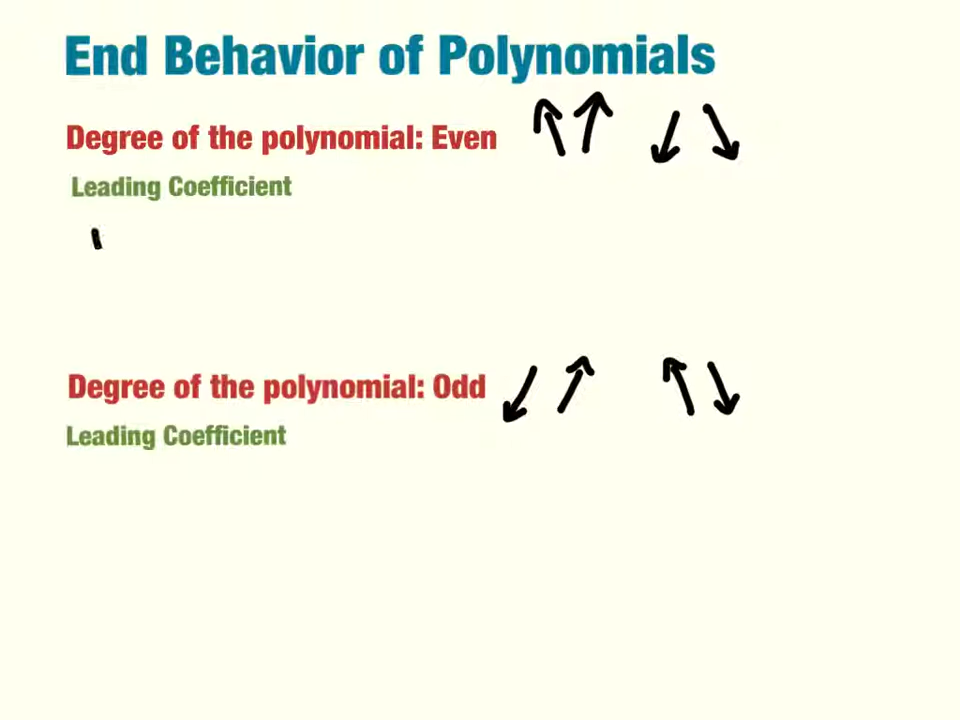 End Behavior of Polynomials
Degree of the polynomial: Even
Leading Coefficient
Degree of the polynomial: Odd
Leading Coefficient